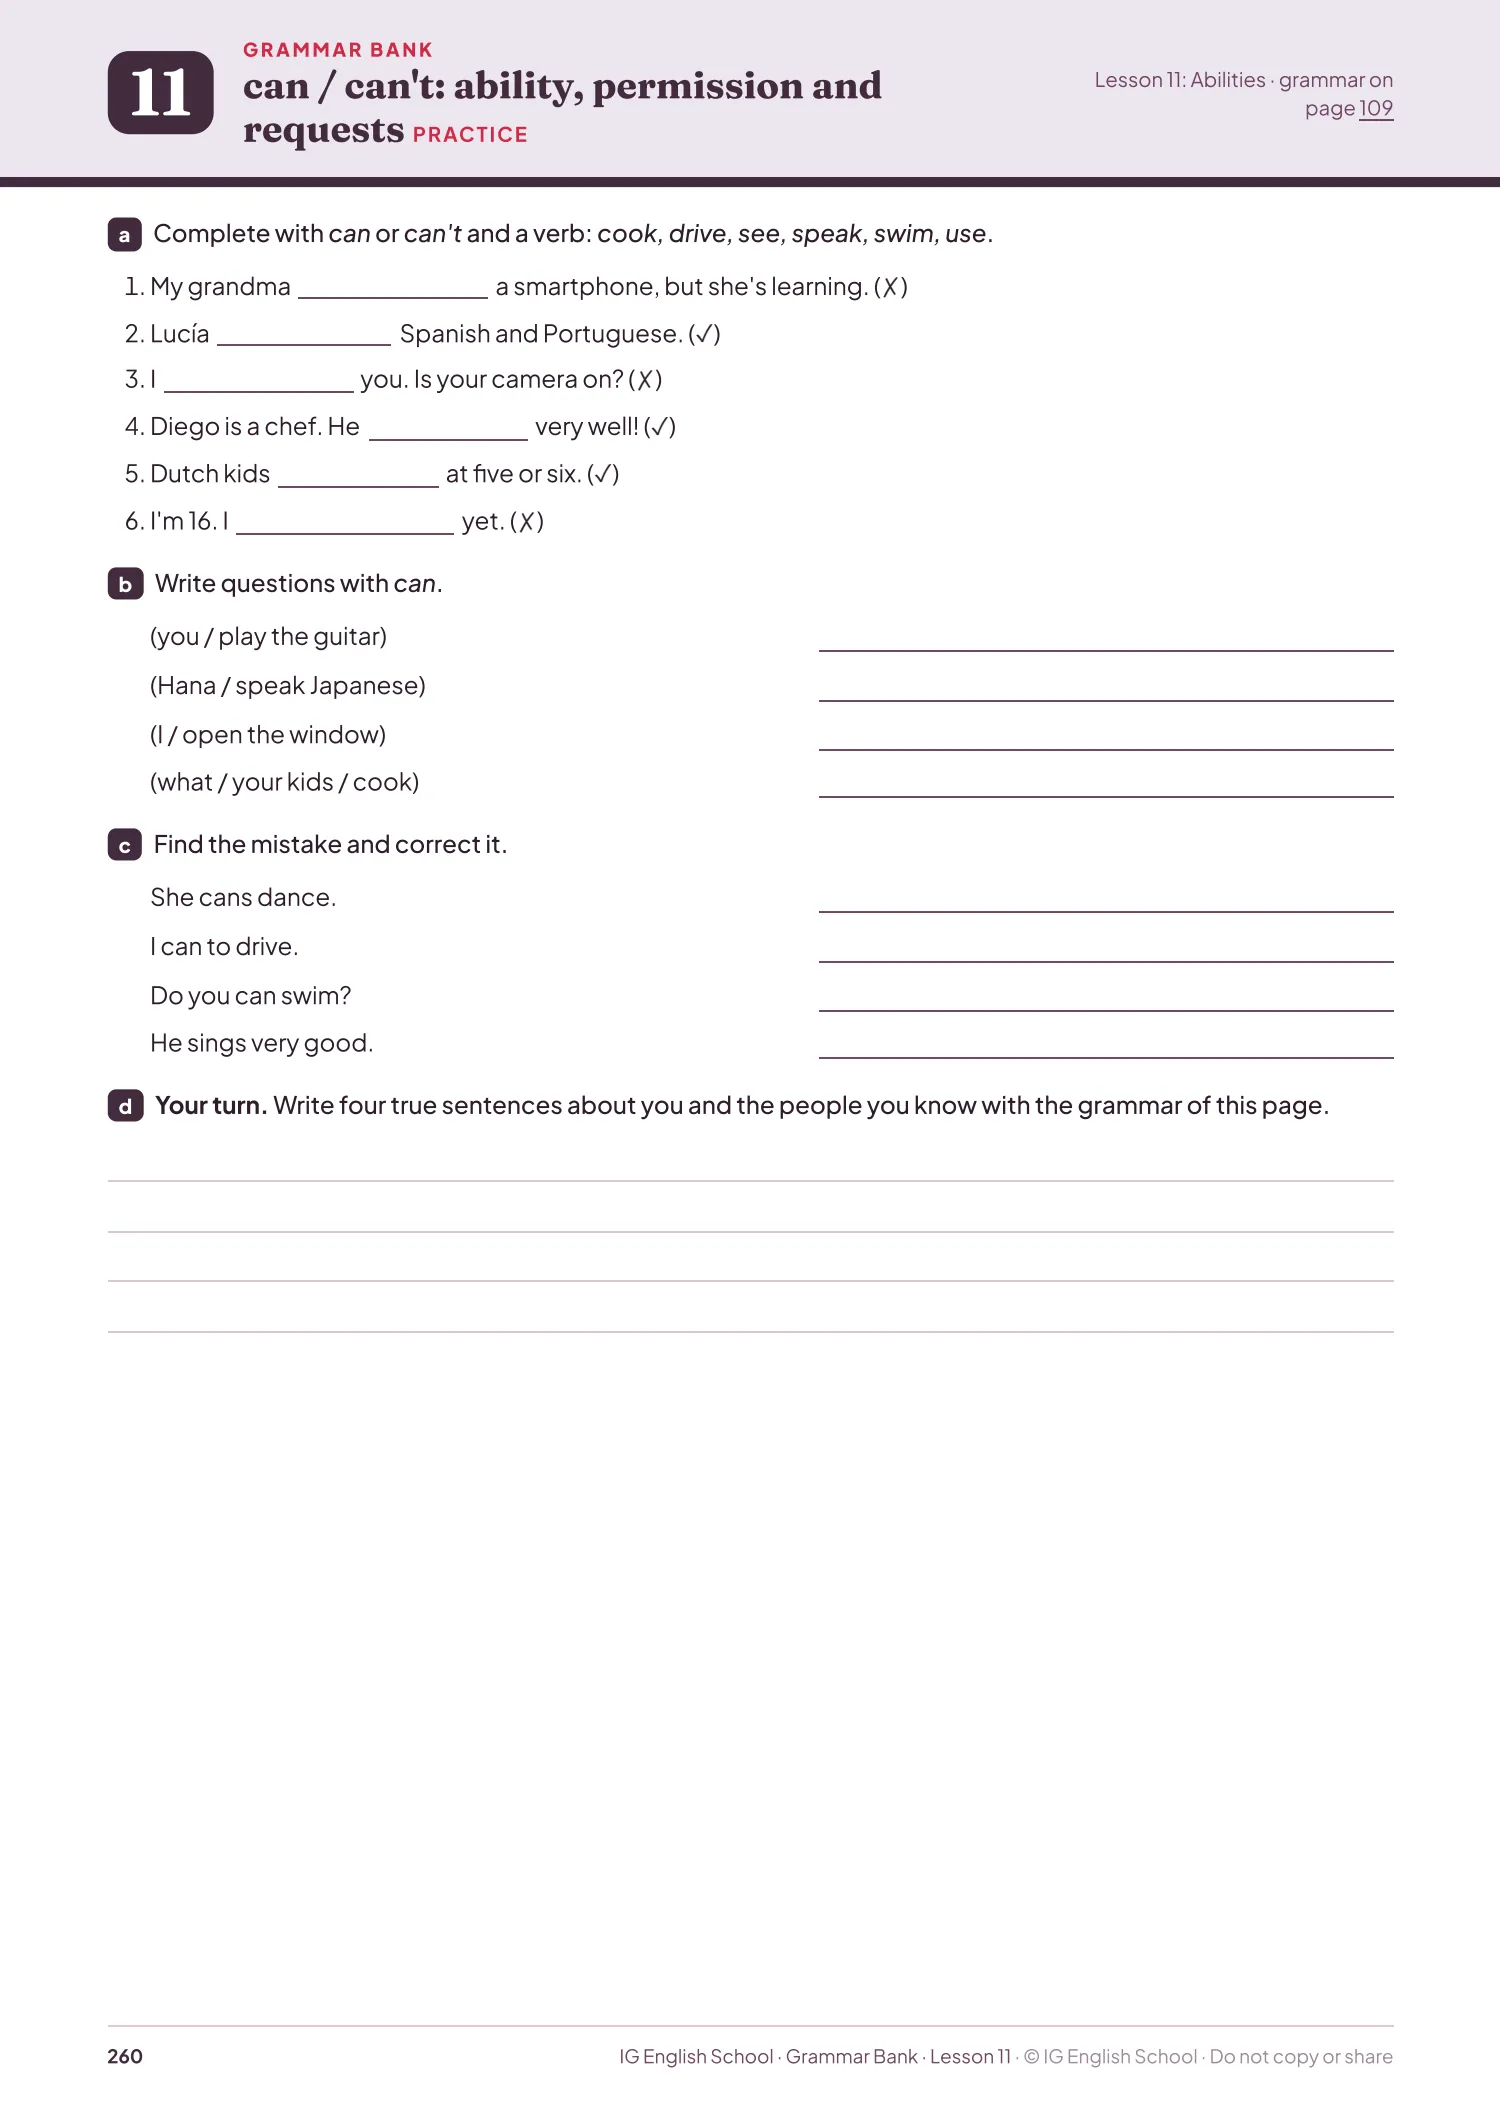 11
GRAMMAR BANK
can / can't: ability, permission and
requests PRACTICE
Lesson 11: Abilities · grammar on
page 109
a Complete with can or can't and a verb: cook, drive, see, speak, swim, use.
1. My grandma ______________ a smartphone, but she's learning. (✗)
2. Lucía ______________ Spanish and Portuguese. (✓)
3. I ______________ you. Is your camera on? (✗)
4. Diego is a chef. He ______________ very well! (✓)
5. Dutch kids ______________ at five or six. (✓)
6. I'm 16. I ______________ yet. (✗)
b Write questions with can.
(you / play the guitar)
(Hana / speak Japanese)
(I / open the window)
(what / your kids / cook)
c Find the mistake and correct it.
She cans dance.
I can to drive.
Do you can swim?
He sings very good.
d Your turn. Write four true sentences about you and the people you know with the grammar of this page.
260
IG English School · Grammar Bank · Lesson 11 · © IG English School · Do not copy or share